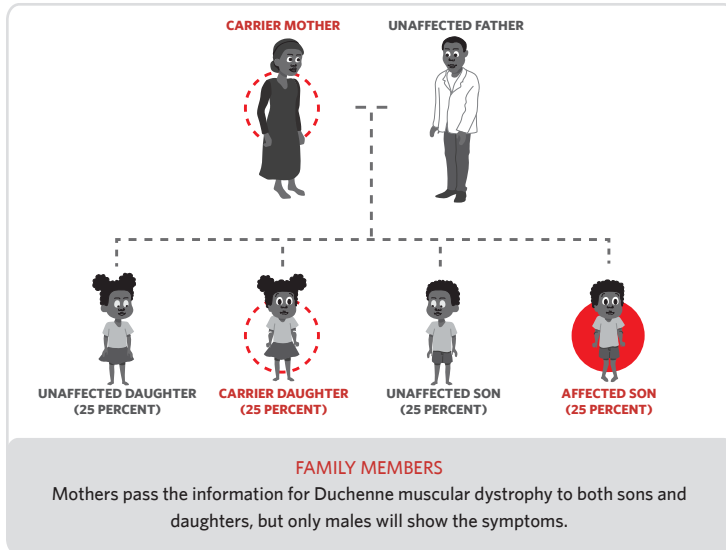 CARRIER MOTHER
UNAFFECTED FATHER
UNAFFECTED DAUGHTER
(25 PERCENT)
CARRIER DAUGHTER
(25 PERCENT)
UNAFFECTED SON
(25 PERCENT)
AFFECTED SON
(25 PERCENT)
FAMILY MEMBERS
Mothers pass the information for Duchenne muscular dystrophy to both sons and
daughters, but only males will show the symptoms.